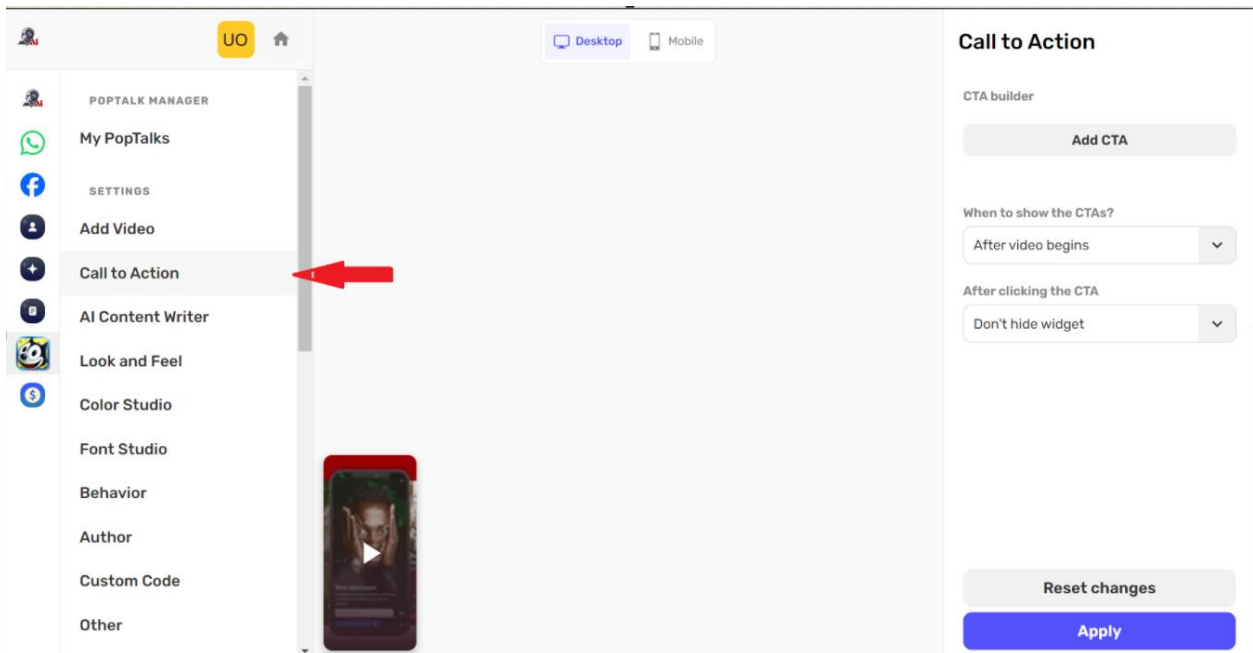 UO
Desktop
Mobile
POPTALK MANAGER
My PopTalks
SETTINGS
Add Video
Call to Action
AI Content Writer
Look and Feel
Color Studio
Font Studio
Behavior
Author
Custom Code
Other
Call to Action
CTA builder
Add CTA
When to show the CTAs?
After video begins
After clicking the CTA
Don't hide widget
Reset changes
Apply